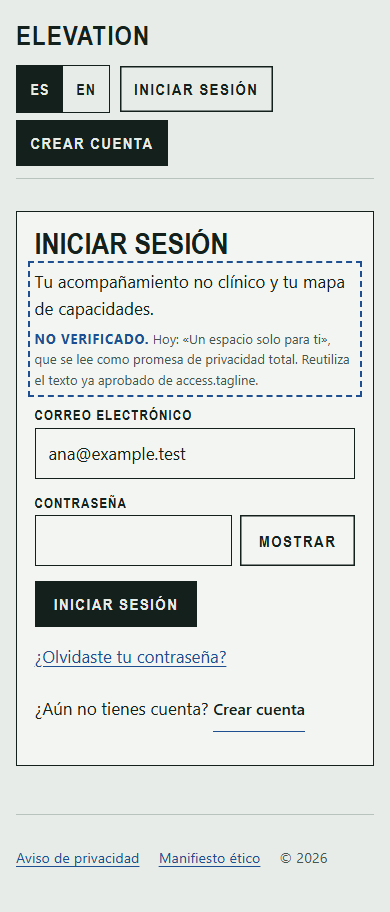 ELEVATION
ES EN INICIAR SESIÓN
CREAR CUENTA
INICIAR SESIÓN
Tu acompañamiento no clínico y tu mapa
de capacidades.
NO VERIFICADO. Hoy: «Un espacio solo para ti»,
que se lee como promesa de privacidad total. Reutiliza
el texto ya aprobado de access.tagline.
CORREO ELECTRÓNICO
ana@example.test
CONTRASEÑA
MOSTRAR
INICIAR SESIÓN
¿Olvidaste tu contraseña?
¿Aún no tienes cuenta? Crear cuenta
Aviso de privacidad Manifiesto ético © 2026